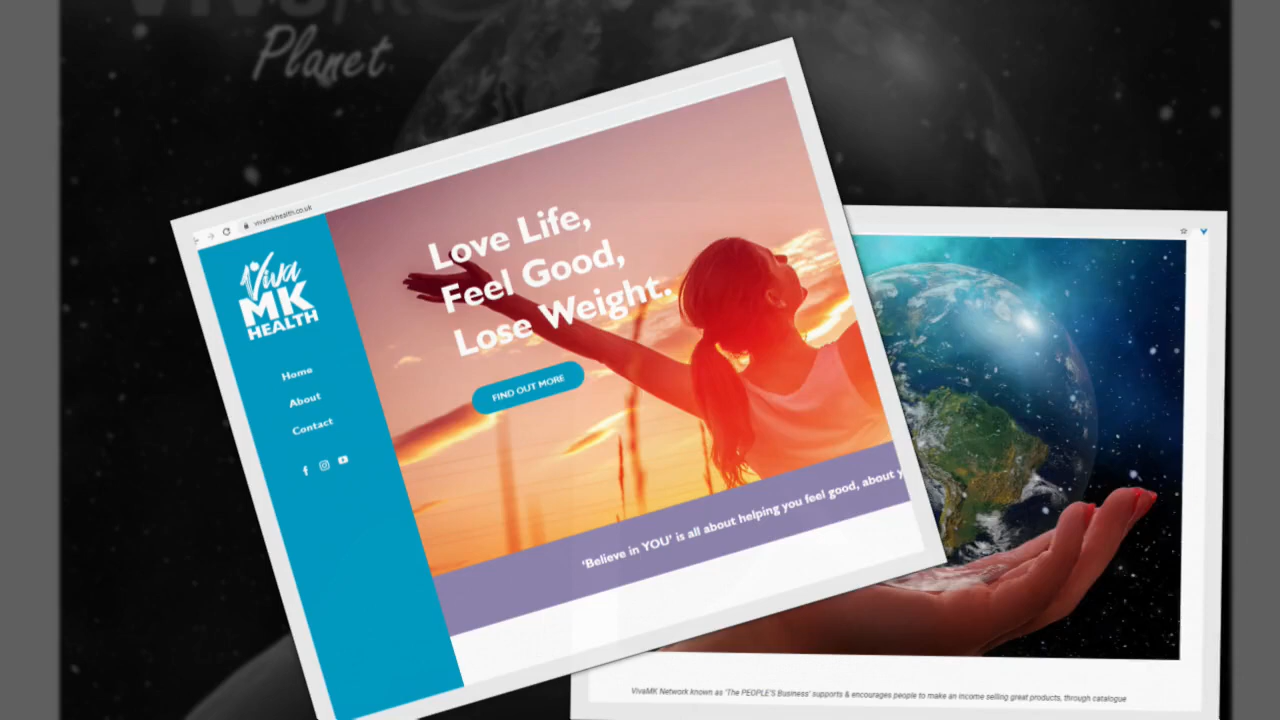 Planet
vivamkhealth.co.uk
Viva
MK
HEALTH
Home
About
Contact
Love Life,
Feel Good,
Lose Weight.
FIND OUT MORE
'Believe in YOU' is all about helping you feel good, about
VivaMK Network known as 'The PEOPLE'S Business' supports & encourages people to make an income selling great products, through catalogue